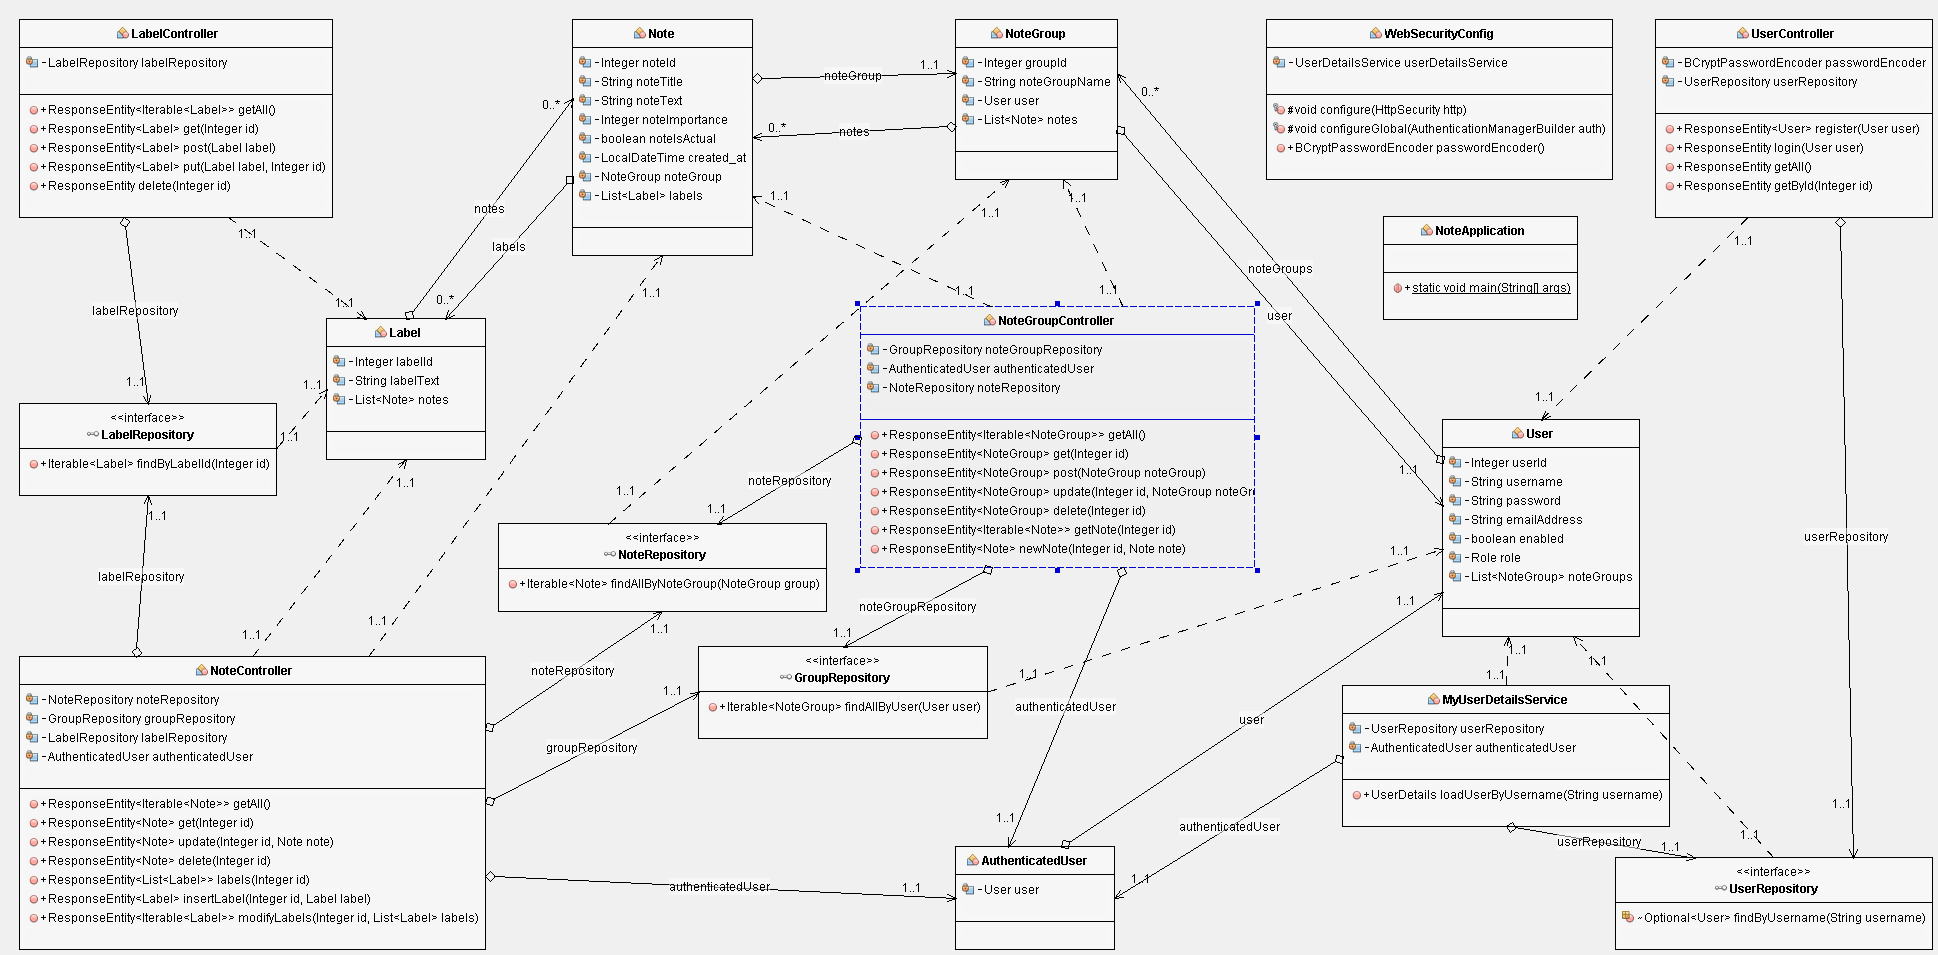 LabelController
- LabelRepository labelRepository
+ ResponseEntity<Iterable<Label>> getAll()
+ ResponseEntity<Label> get(Integer id)
+ ResponseEntity<Label> post(Label label)
+ ResponseEntity<Label> put(Label label, Integer id)
+ ResponseEntity delete(Integer id)
Note
- Integer noteId
- String noteTitle
- String noteText
- Integer noteImportance
- boolean noteIsActual
- LocalDateTime created_at
- NoteGroup noteGroup
- List<Label> labels
NoteGroup
- Integer groupId
- String noteGroupName
- User user
- List<Note> notes
WebSecurityConfig
- UserDetailsService userDetailsService
# void configure(HttpSecurity http)
# void configureGlobal(AuthenticationManagerBuilder auth)
+ BCryptPasswordEncoder passwordEncoder()
UserController
- BCryptPasswordEncoder passwordEncoder
- UserRepository userRepository
+ ResponseEntity<User> register(User user)
+ ResponseEntity login(User user)
+ ResponseEntity getAll()
+ ResponseEntity getById(Integer id)
NoteApplication
+ static void main(String[] args)
noteGroup
1..1
0..*
notes
0..*
notes
labels
0..*
1..1
1..1
1..1
1..1
1..1
1..1
1..1
1..1
0..*
noteGroups
user
1..1
1..1
1..1
labelRepository
1..1
Label
- Integer labelId
- String labelText
- List<Note> notes
1..1
1..1
<<interface>>
LabelRepository
+ Iterable<Label> findByLabelId(Integer id)
1..1
labelRepository
1..1
1..1
1..1
NoteGroupController
- GroupRepository noteGroupRepository
- AuthenticatedUser authenticatedUser
- NoteRepository noteRepository
+ ResponseEntity<Iterable<NoteGroup>> getAll()
+ ResponseEntity<NoteGroup> get(Integer id)
+ ResponseEntity<NoteGroup> post(NoteGroup noteGroup)
+ ResponseEntity<NoteGroup> update(Integer id, NoteGroup noteGr
+ ResponseEntity<NoteGroup> delete(Integer id)
+ ResponseEntity<Iterable<Note>> getNote(Integer id)
+ ResponseEntity<Note> newNote(Integer id, Note note)
noteRepository
1..1
1..1
<<interface>>
NoteRepository
+ Iterable<Note> findAllByNoteGroup(NoteGroup group)
User
- Integer userId
- String username
- String password
- String emailAddress
- boolean enabled
- Role role
- List<NoteGroup> noteGroups
1..1
1..1
userRepository
noteGroupRepository
1..1
1..1
noteRepository
<<interface>>
GroupRepository
+ Iterable<NoteGroup> findAllByUser(User user)
1..1
1..1
groupRepository
NoteController
- NoteRepository noteRepository
- GroupRepository groupRepository
- LabelRepository labelRepository
- AuthenticatedUser authenticatedUser
+ ResponseEntity<Iterable<Note>> getAll()
+ ResponseEntity<Note> get(Integer id)
+ ResponseEntity<Note> update(Integer id, Note note)
+ ResponseEntity<Note> delete(Integer id)
+ ResponseEntity<List<Label>> labels(Integer id)
+ ResponseEntity<Label> insertLabel(Integer id, Label label)
+ ResponseEntity<Iterable<Label>> modifyLabels(Integer id, List<Label> labels)
authenticatedUser
1..1
authenticatedUser
1..1
user
AuthenticatedUser
- User user
1..1
1..1
1..1
MyUserDetailsService
- UserRepository userRepository
- AuthenticatedUser authenticatedUser
+ UserDetails loadUserByUsername(String username)
authenticatedUser
1..1
userRepository
1..1
1..1
1..1
<<interface>>
UserRepository
~ Optional<User> findByUsername(String username)